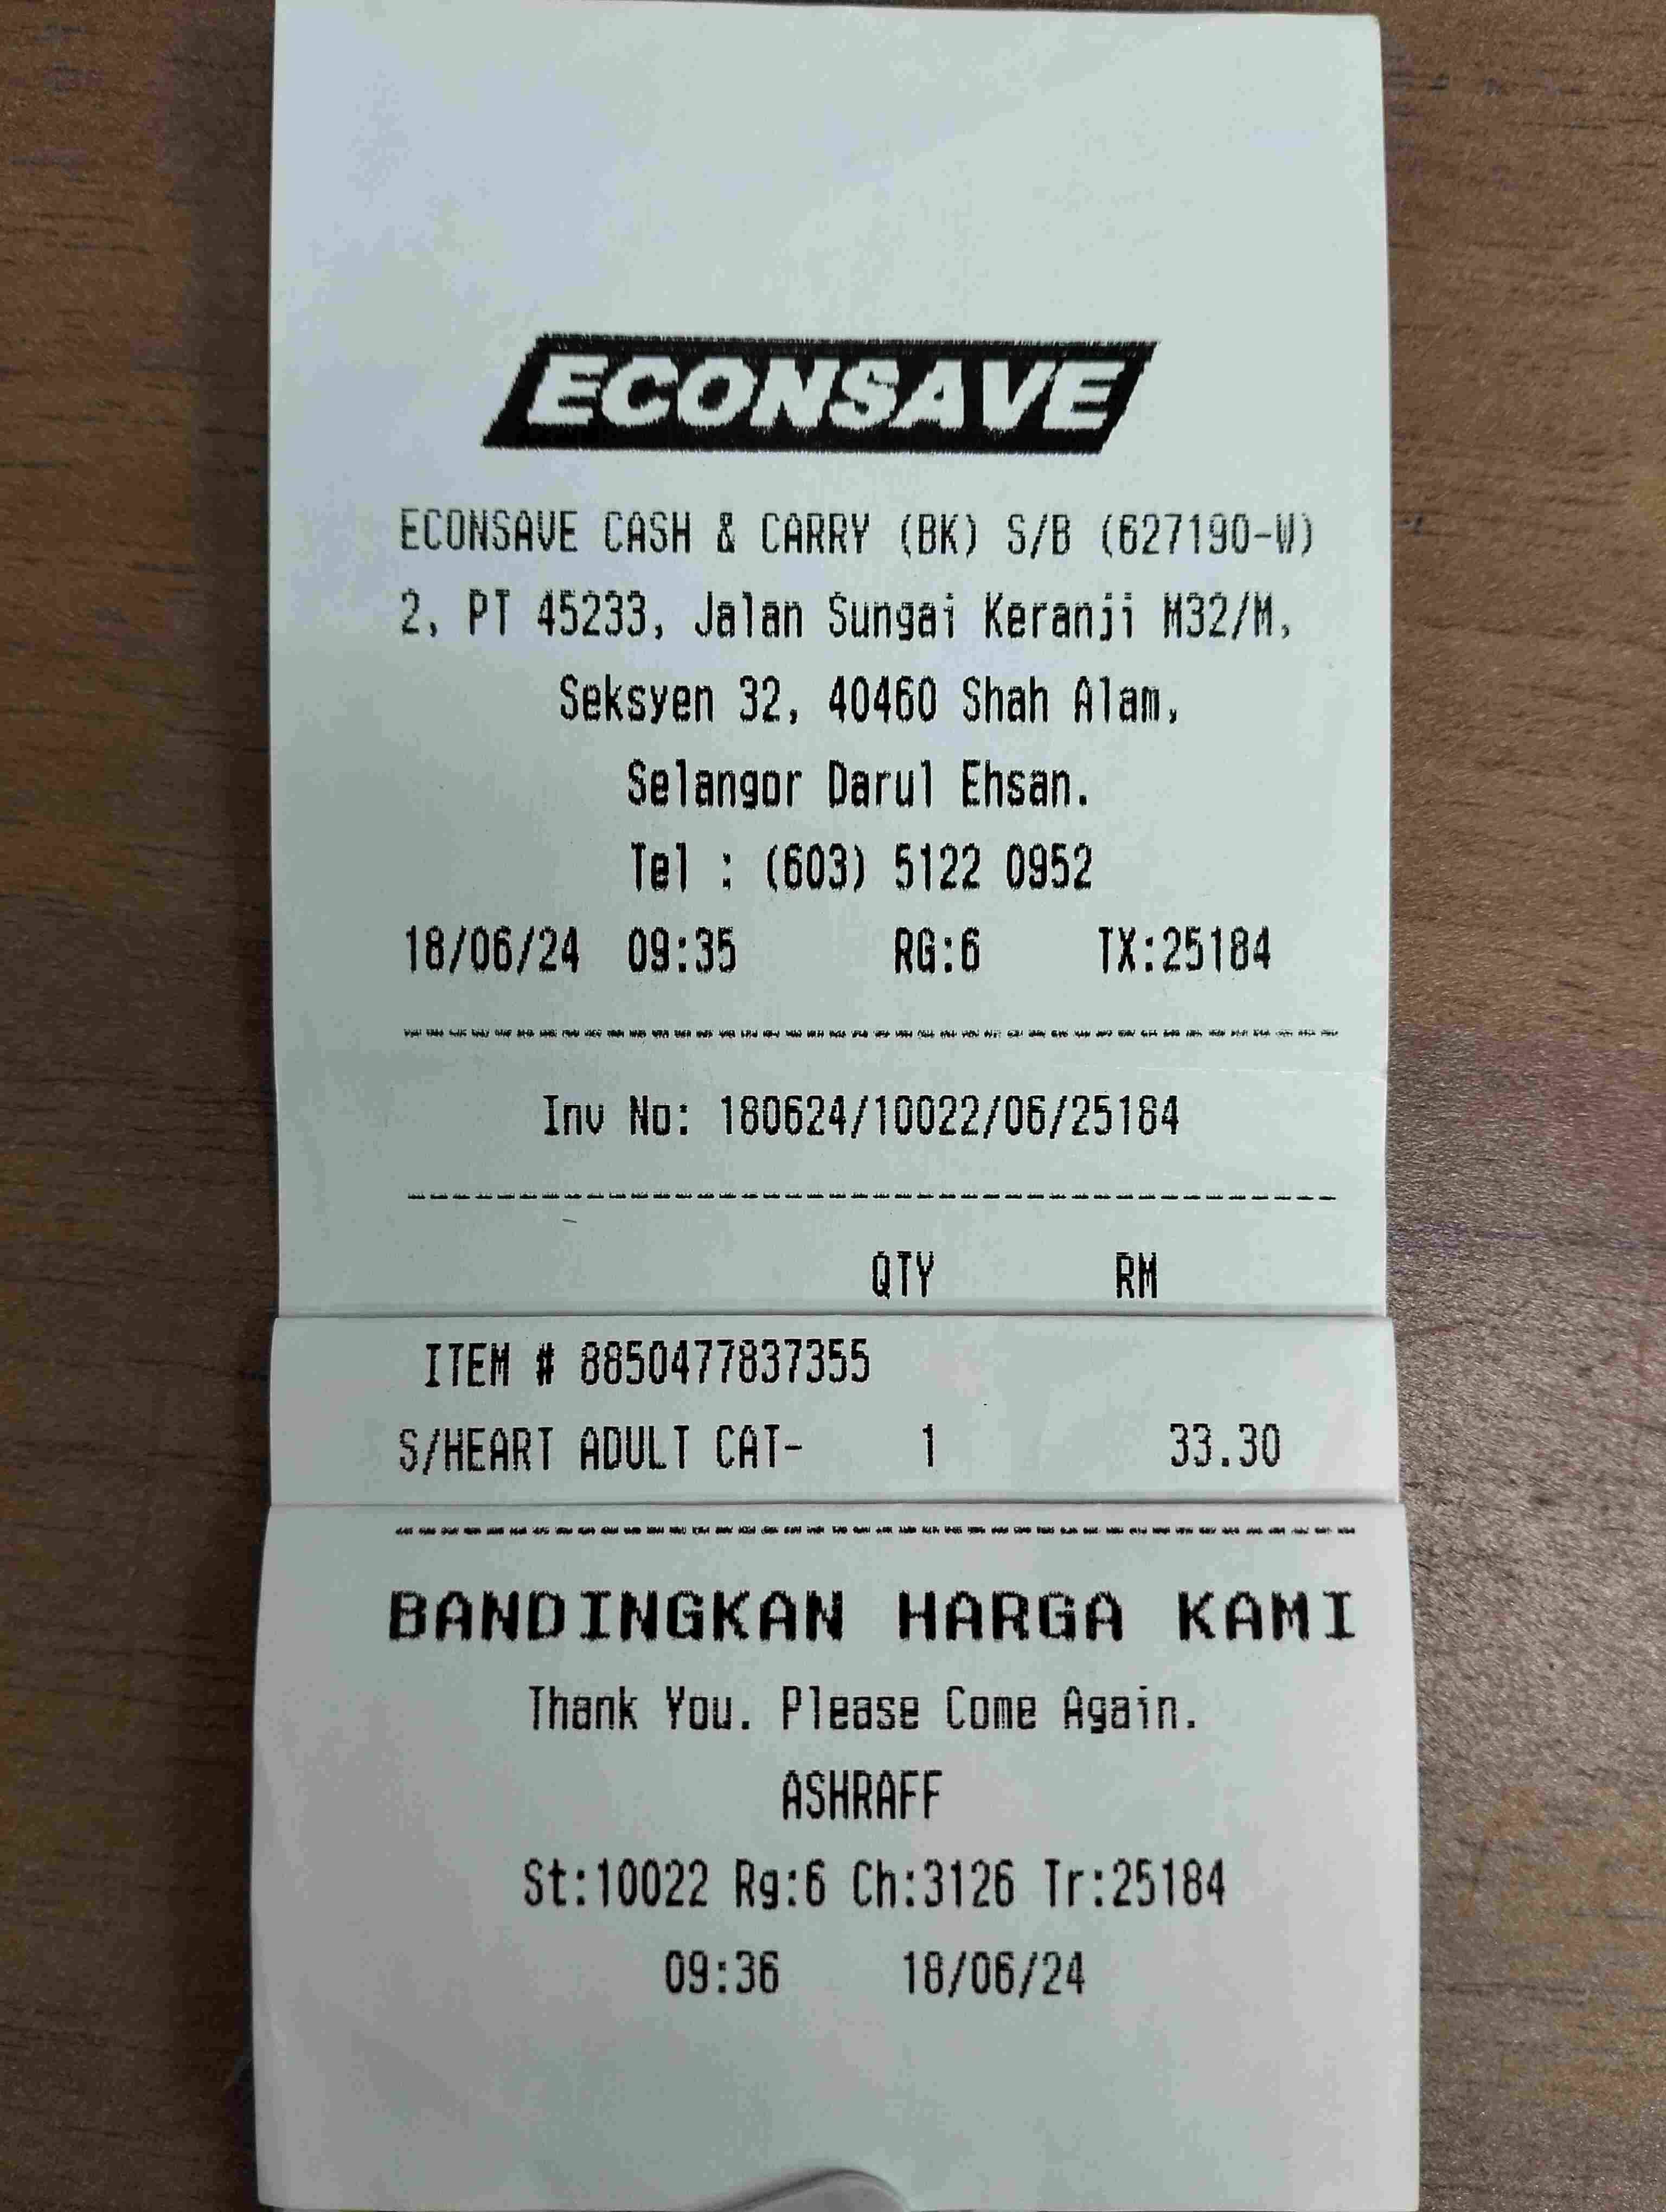 ECONSAVE
ECONSAVE CASH & CARRY (BK) S/B (627190-W)
2, PT 45233, Jalan Sungai Keranji M32/M,
Seksyen 32, 40460 Shah Alam,
Selangor Darul Ehsan.
Tel : (603) 5122 0952
18/06/24 09:35 RG:6 TX:25184
Inv No: 180624/10022/06/25184
QTY RM
ITEM # 8850477837355
S/HEART ADULT CAT- 1 33.30
BANDINGKAN HARGA KAMI
Thank You. Please Come Again.
ASHRAFF
St:10022 Rg:6 Ch:3126 Tr:25184
09:36 18/06/24